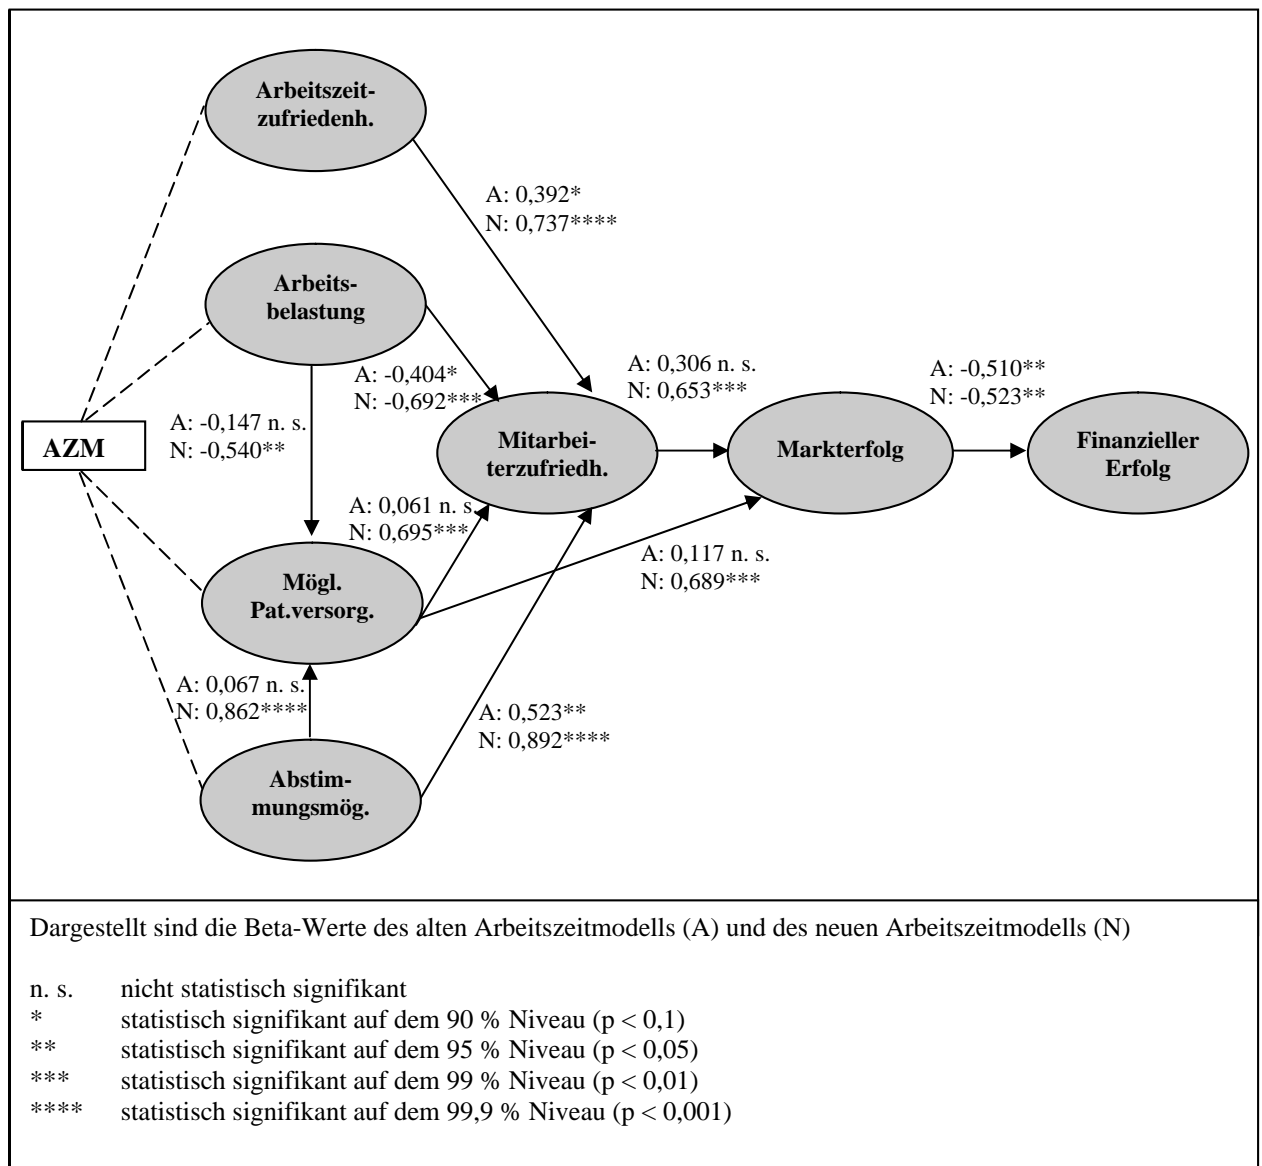 Arbeitszeit-
zufriedenh.
A: 0,392*
N: 0,737****
Arbeits-
belastung
A: -0,404*
N: -0,692***
A: 0,306 n. s.
N: 0,653***
A: -0,510**
N: -0,523**
A: -0,147 n. s.
N: -0,540**
AZM
Mitarbei-
terzufriedh.
Markterfolg
Finanzieller
Erfolg
A: 0,061 n. s.
N: 0,695***
A: 0,117 n. s.
N: 0,689***
Mögl.
Pat.versorg.
A: 0,067 n. s.
N: 0,862****
A: 0,523**
N: 0,892****
Abstim-
mungsmög.
Dargestellt sind die Beta-Werte des alten Arbeitszeitmodells (A) und des neuen Arbeitszeitmodells (N)
n. s. nicht statistisch signifikant
* statistisch signifikant auf dem 90 % Niveau (p < 0,1)
** statistisch signifikant auf dem 95 % Niveau (p < 0,05)
*** statistisch signifikant auf dem 99 % Niveau (p < 0,01)
**** statistisch signifikant auf dem 99,9 % Niveau (p < 0,001)